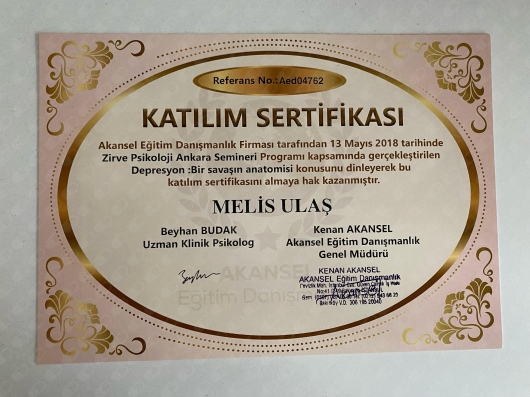 Referans No.:Aed04762
KATILIM SERTİFİKASI
Akansel Eğitim Danışmanlık Firması tarafından 13 Mayıs 2018 tarihinde
Zirve Psikoloji Ankara Semineri Programı kapsamında gerçekleştirilen
Depresyon :Bir savaşın anatomisi konusunu dinleyerek bu
katılım sertifikasını almaya hak kazanmıştır.
MELİS ULAŞ
Beyhan BUDAK
Uzman Klinik Psikolog
Kenan AKANSEL
Akansel Eğitim Danışmanlık
Genel Müdürü
AKANSEL
Eğitim Danış
KENAN AKANSEL
AKANSEL Eğitim Danışmanlık